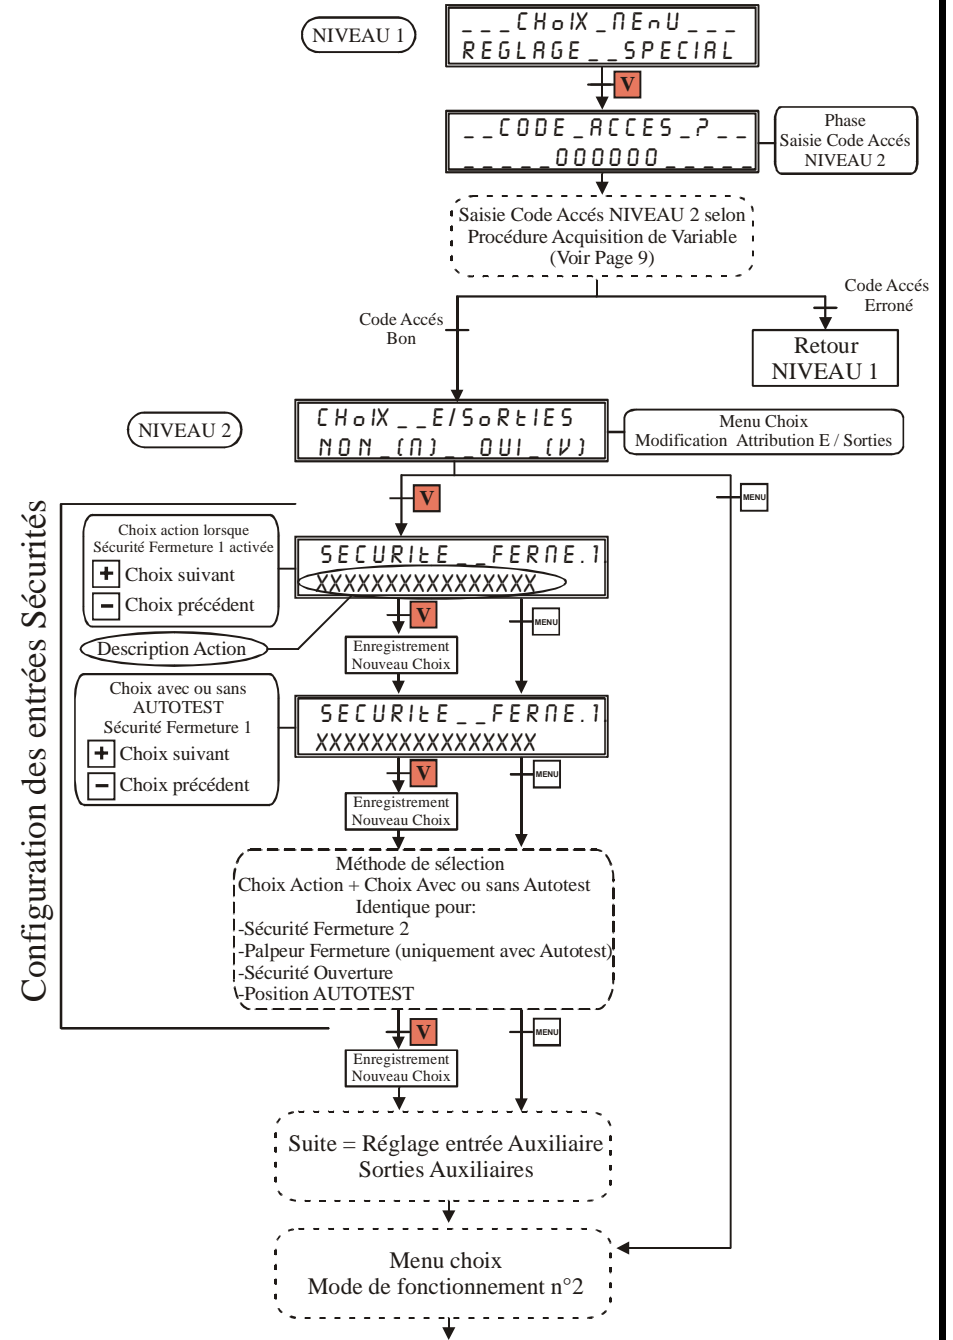 NIVEAU 1
___CHoIX_MEnU___
REGLAGE__SPECIAL
V
__CODE_ACCES_?__
_____000000_____
Phase
Saisie Code Accés
NIVEAU 2
Saisie Code Accés NIVEAU 2 selon
Procédure Acquisition de Variable
(Voir Page 9)
Code Accés
Erroné
Code Accés
Bon
Retour
NIVEAU 1
NIVEAU 2
CHoIX__E/SoRtIES
NON_(M)__OUI_(V)
Menu Choix
Modification Attribution E / Sorties
V
MENU
Configuration des entrées Sécurités
Choix action lorsque
Sécurité Fermeture 1 activée
+ Choix suivant
- Choix précédent
SECURItE__FERME.1.
XXXXXXXXXXXXXXXX
Description Action
V
MENU
Enregistrement
Nouveau Choix
Choix avec ou sans
AUTOTEST
Sécurité Fermeture 1
+ Choix suivant
- Choix précédent
SECURItE__FERME.1.
XXXXXXXXXXXXXXXX
V
MENU
Enregistrement
Nouveau Choix
Méthode de sélection
Choix Action + Choix Avec ou sans Autotest
Identique pour:
-Sécurité Fermeture 2
-Palpeur Fermeture (uniquement avec Autotest)
-Sécurité Ouverture
-Position AUTOTEST
V
MENU
Enregistrement
Nouveau Choix
Suite = Réglage entrée Auxiliaire
Sorties Auxiliaires
Menu choix
Mode de fonctionnement n°2